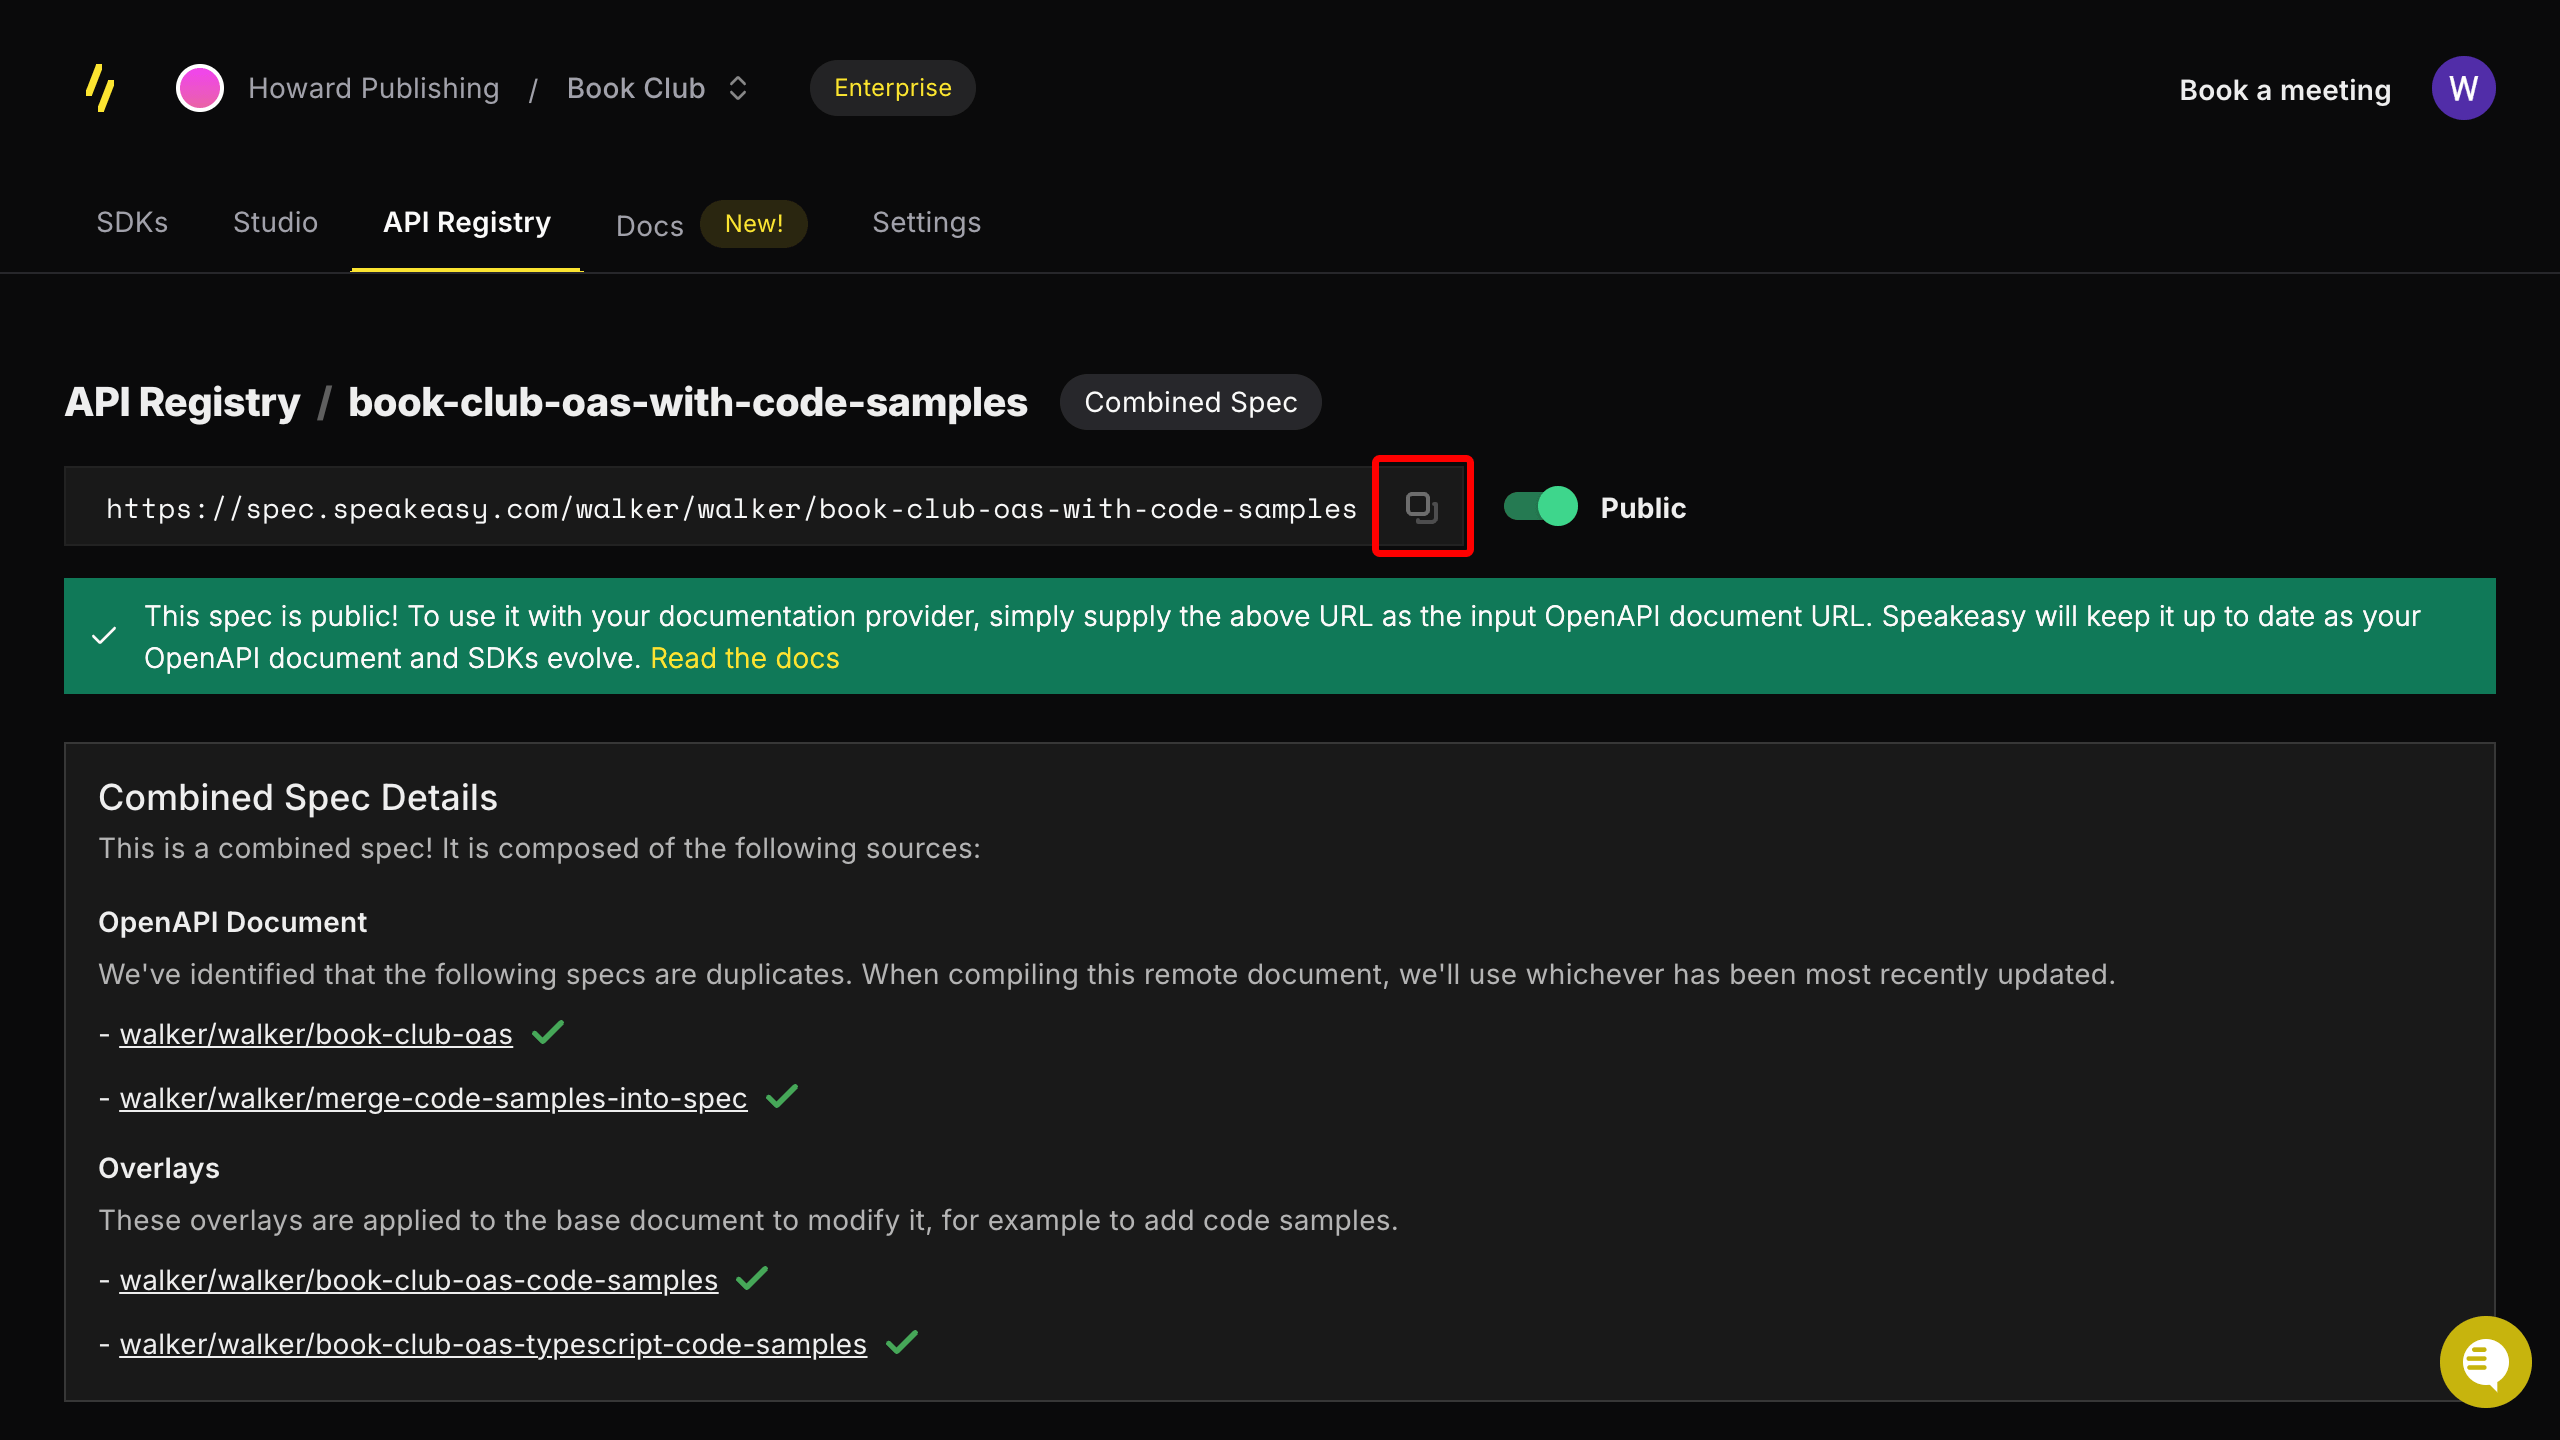 Howard Publishing / Book Club Enterprise Book a meeting W
SDKs Studio API Registry Docs New! Settings
API Registry / book-club-oas-with-code-samples Combined Spec
https://spec.speakeasy.com/walker/walker/book-club-oas-with-code-samples Public
This spec is public! To use it with your documentation provider, simply supply the above URL as the input OpenAPI document URL. Speakeasy will keep it up to date as your
OpenAPI document and SDKs evolve. Read the docs
Combined Spec Details
This is a combined spec! It is composed of the following sources:
OpenAPI Document
We've identified that the following specs are duplicates. When compiling this remote document, we'll use whichever has been most recently updated.
- walker/walker/book-club-oas
- walker/walker/merge-code-samples-into-spec
Overlays
These overlays are applied to the base document to modify it, for example to add code samples.
- walker/walker/book-club-oas-code-samples
- walker/walker/book-club-oas-typescript-code-samples